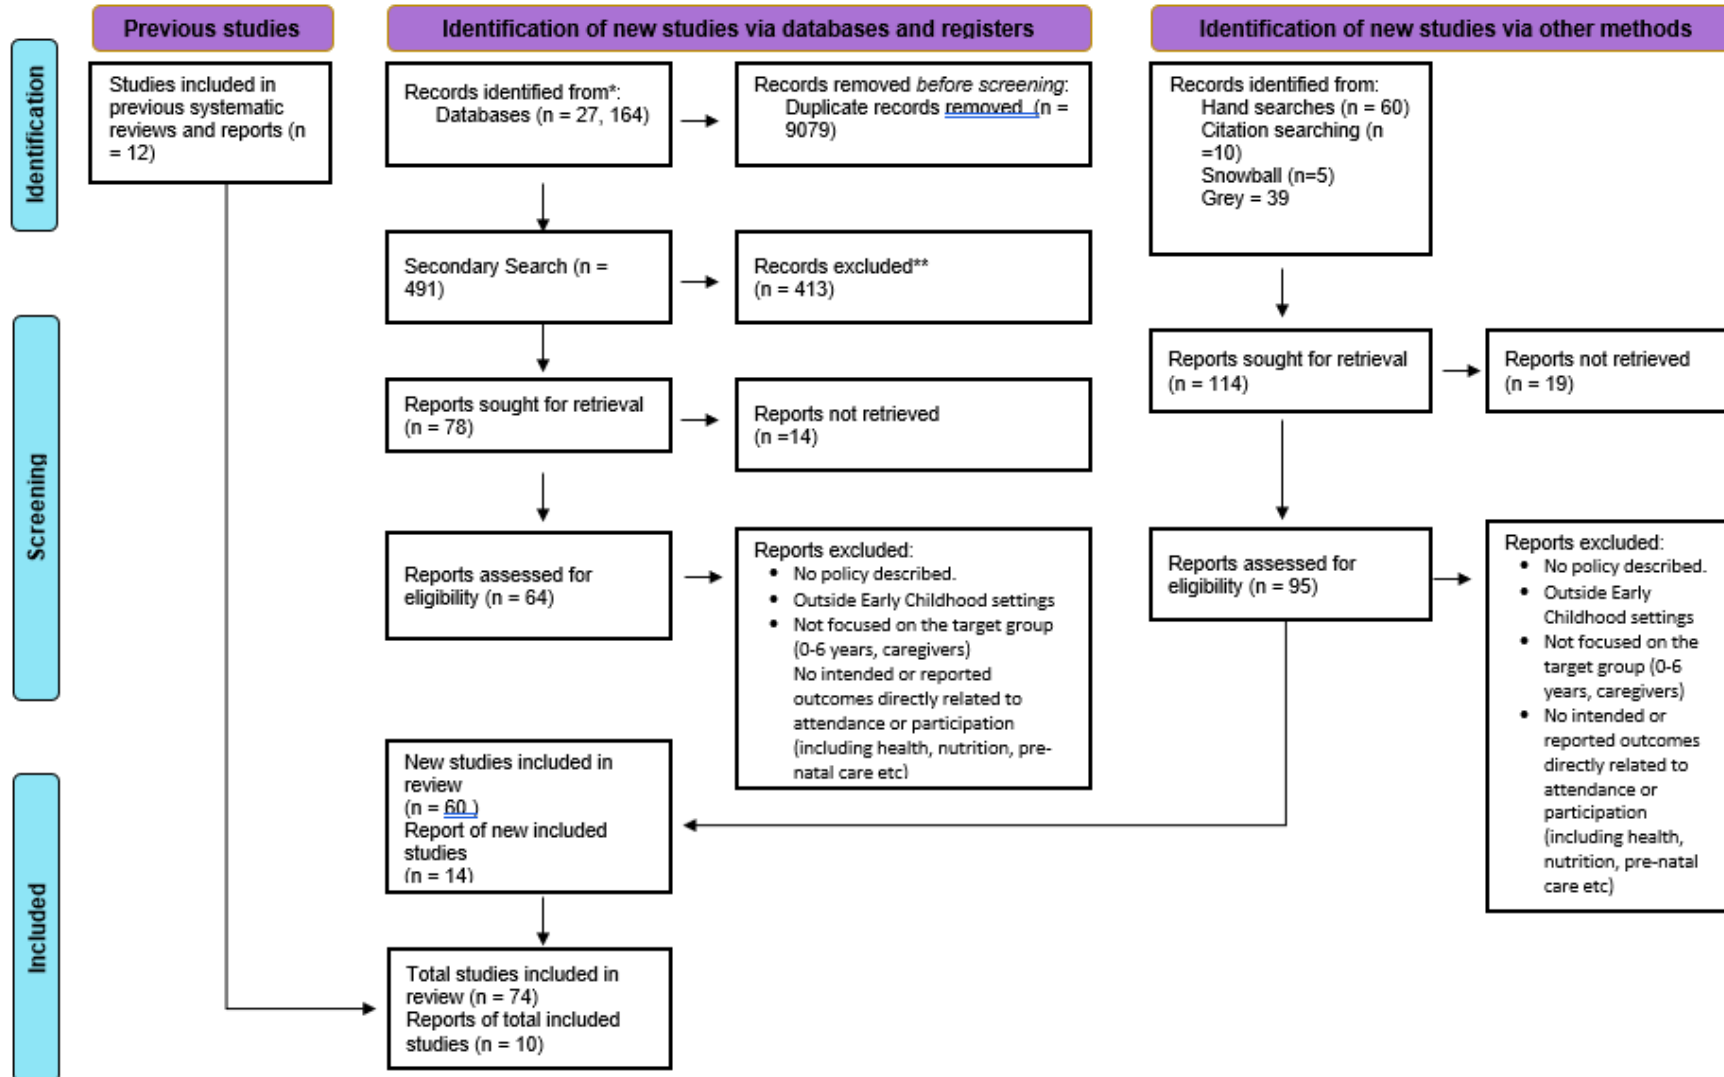 Previous studies
Identification of new studies via databases and registers
Identification of new studies via other methods
Identification
Studies included in
previous systematic
reviews and reports (n
= 12)
Records identified from*:
Databases (n = 27, 164)
Records removed before screening:
Duplicate records removed (n =
9079)
Records identified from:
Hand searches (n = 60)
Citation searching (n
=10)
Snowball (n=5)
Grey = 39
Secondary Search (n =
491)
Records excluded**
(n = 413)
Screening
Reports sought for retrieval
(n = 78)
Reports not retrieved
(n =14)
Reports sought for retrieval
(n = 114)
Reports not retrieved
(n = 19)
Reports assessed for
eligibility (n = 64)
Reports excluded:
• No policy described.
• Outside Early Childhood settings
• Not focused on the target group
(0-6 years, caregivers)
No intended or reported
outcomes directly related to
attendance or participation
(including health, nutrition, pre-
natal care etc)
Reports assessed for
eligibility (n = 95)
Reports excluded:
• No policy described.
• Outside Early
Childhood settings
• Not focused on the
target group (0-6
years, caregivers)
• No intended or
reported outcomes
directly related to
attendance or
participation
(including health,
nutrition, pre-natal
care etc)
Included
New studies included in
review
(n = 60 )
Report of new included
studies
(n = 14)
Total studies included in
review (n = 74)
Reports of total included
studies (n = 10)